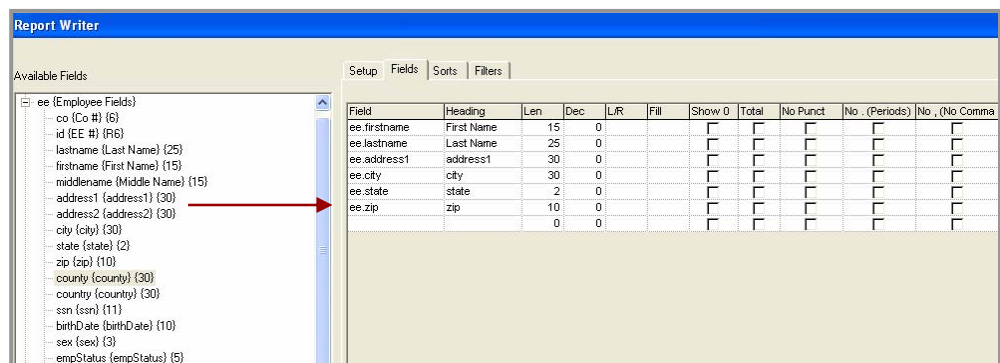 Report Writer
Available Fields
ee {Employee Fields}
co {Co #} {6}
id {EE #} {R6}
lastname {Last Name} {25}
firstname {First Name} {15}
middlename {Middle Name} {15}
address1 {address1} {30}
address2 {address2} {30}
city {city} {30}
state {state} {2}
zip {zip} {10}
county {county} {30}
country {country} {30}
ssn {ssn} {11}
birthDate {birthDate} {10}
sex {sex} {3}
empStatus {empStatus} {5}
Setup Fields Sorts Filters
Field Heading Len Dec L/R Fill Show 0 Total No Punct No . (Periods) No , (No Comma
ee.firstname First Name 15 0
ee.lastname Last Name 25 0
ee.address1 address1 30 0
ee.city city 30 0
ee.state state 2 0
ee.zip zip 10 0
0 0